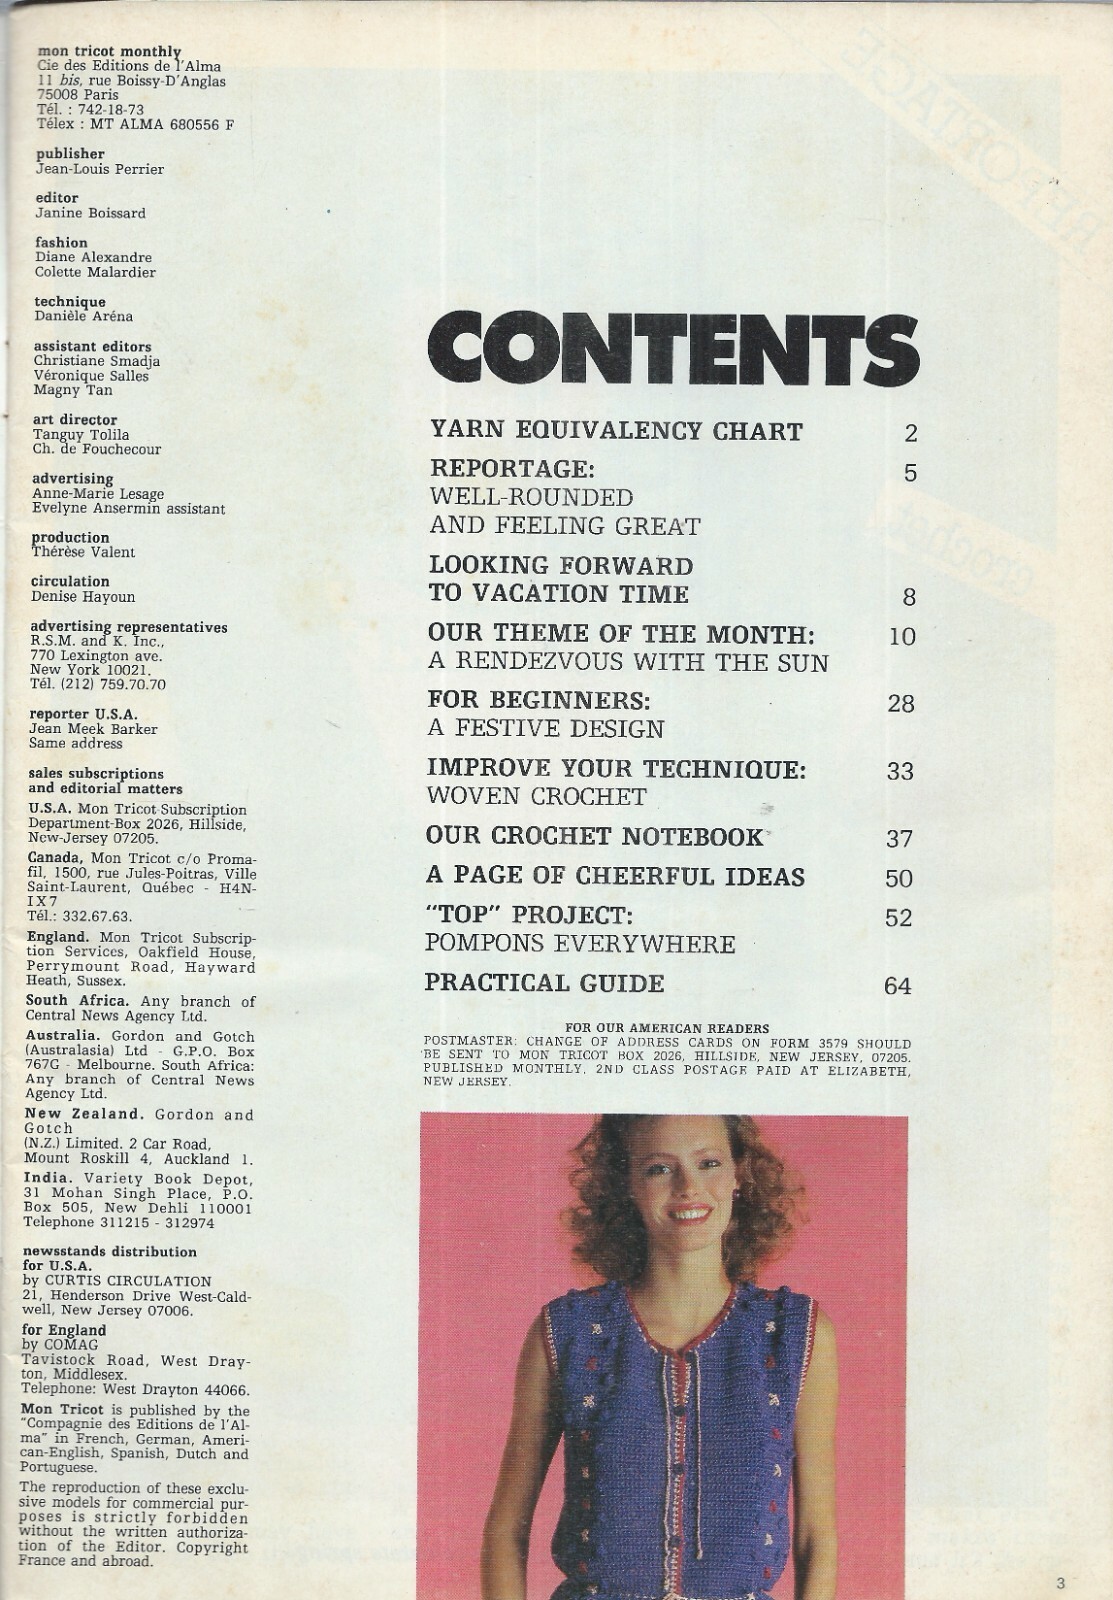 mon tricot monthly
Cie des Editions de l'Alma
11 bis, rue Boissy-D'Anglas
75008 Paris
Tél. : 742-18-73
Télex : MT ALMA 680556 F
publisher
Jean-Louis Perrier
editor
Janine Boissard
fashion
Diane Alexandre
Colette Malardier
technique
Danièle Aréna
assistant editors
Christiane Smadja
Véronique Salles
Magny Tan
art director
Tanguy Tolila
Ch. de Fouchecour
advertising
Anne-Marie Lesage
Evelyne Ansermin assistant
production
Thérèse Valent
circulation
Denise Hayoun
advertising representatives
R.S.M. and K. Inc.,
770 Lexington ave.
New York 10021.
Tél. (212) 759.70.70
reporter U.S.A.
Jean Meek Barker
Same address
sales subscriptions
and editorial matters
U.S.A. Mon Tricot Subscription
Department-Box 2026, Hillside,
New-Jersey 07205.
Canada, Mon Tricot c/o Proma-
fil, 1500, rue Jules-Poitras, Ville
Saint-Laurent, Québec - H4N-
IX7
Tél.: 332.67.63.
England. Mon Tricot Subscrip-
tion Services, Oakfield House,
Perrymount Road, Hayward
Heath, Sussex.
South Africa. Any branch of
Central News Agency Ltd.
Australia. Gordon and Gotch
(Australasia) Ltd - G.P.O. Box
767G - Melbourne. South Africa:
Any branch of Central News
Agency Ltd.
New Zealand. Gordon and
Gotch
(N.Z.) Limited. 2 Car Road,
Mount Roskill 4, Auckland 1.
India. Variety Book Depot,
31 Mohan Singh Place, P.O.
Box 505, New Dehli 110001
Telephone 311215 - 312974
newsstands distribution
for U.S.A.
by CURTIS CIRCULATION
21, Henderson Drive West-Cald-
well, New Jersey 07006.
for England
by COMAG
Tavistock Road, West Dray-
ton, Middlesex.
Telephone: West Drayton 44066.
Mon Tricot is published by the
"Compagnie des Editions de l'Al-
ma" in French, German, Ameri-
can-English, Spanish, Dutch and
Portuguese.
The reproduction of these exclu-
sive models for commercial pur-
poses is strictly forbidden
without the written authoriza-
tion of the Editor. Copyright
France and abroad.
CONTENTS
YARN EQUIVALENCY CHART 2
REPORTAGE: 5
WELL-ROUNDED
AND FEELING GREAT
LOOKING FORWARD
TO VACATION TIME 8
OUR THEME OF THE MONTH: 10
A RENDEZVOUS WITH THE SUN
FOR BEGINNERS: 28
A FESTIVE DESIGN
IMPROVE YOUR TECHNIQUE: 33
WOVEN CROCHET
OUR CROCHET NOTEBOOK 37
A PAGE OF CHEERFUL IDEAS 50
"TOP" PROJECT: 52
POMPONS EVERYWHERE
PRACTICAL GUIDE 64
FOR OUR AMERICAN READERS
POSTMASTER: CHANGE OF ADDRESS CARDS ON FORM 3579 SHOULD
BE SENT TO MON TRICOT BOX 2026, HILLSIDE, NEW JERSEY, 07205.
PUBLISHED MONTHLY, 2ND CLASS POSTAGE PAID AT ELIZABETH,
NEW JERSEY.
3